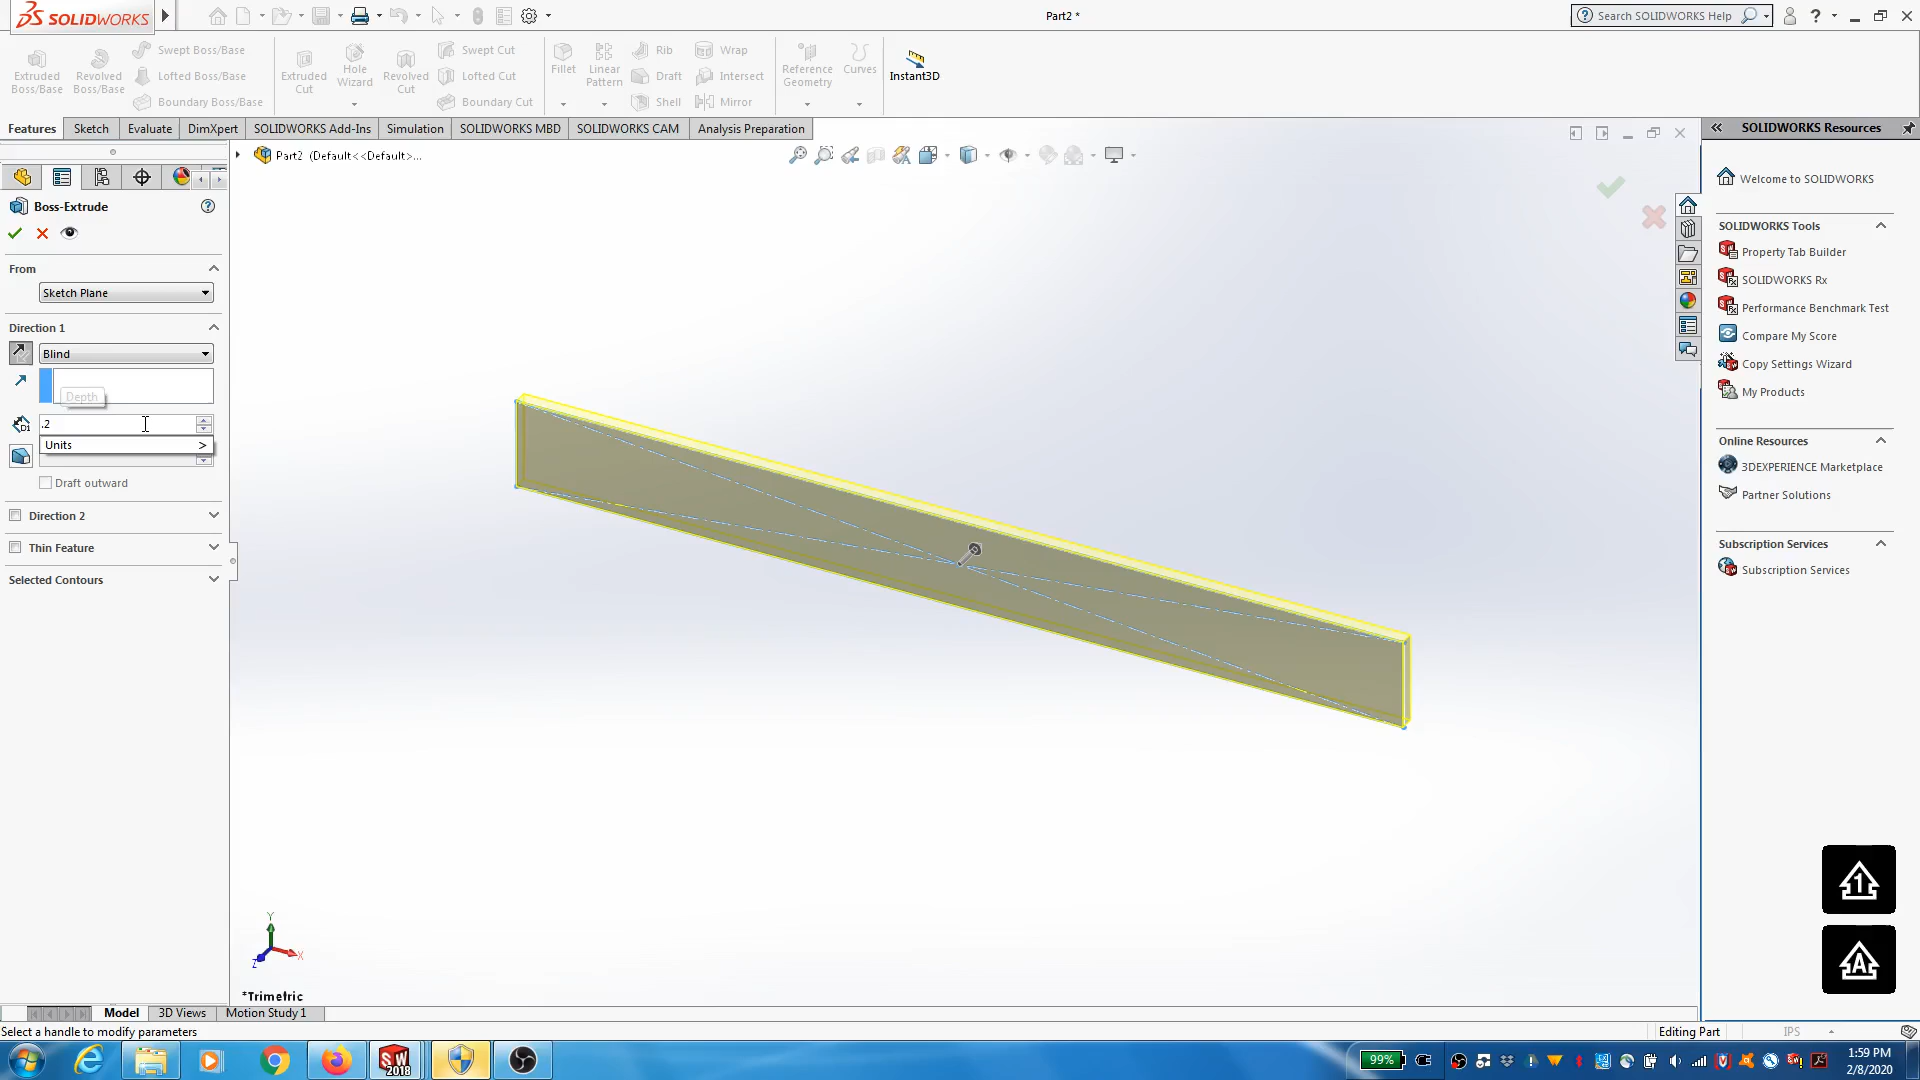 SOLIDWORKS
Part2 *
Search SOLIDWORKS Help
Extruded Boss/Base
Revolved Boss/Base
Swept Boss/Base
Lofted Boss/Base
Boundary Boss/Base
Extruded Cut
Hole Wizard
Revolved Cut
Swept Cut
Lofted Cut
Boundary Cut
Fillet
Linear Pattern
Rib
Draft
Shell
Wrap
Intersect
Mirror
Reference Geometry
Curves
Instant3D
Features Sketch Evaluate DimXpert SOLIDWORKS Add-Ins Simulation SOLIDWORKS MBD SOLIDWORKS CAM Analysis Preparation
Part2 (Default<<Default>...
Boss-Extrude
From
Sketch Plane
Direction 1
Blind
Depth
D1
.2
Units >
Draft outward
Direction 2
Thin Feature
Selected Contours
SOLIDWORKS Resources
Welcome to SOLIDWORKS
SOLIDWORKS Tools
Property Tab Builder
SOLIDWORKS Rx
Performance Benchmark Test
Compare My Score
Copy Settings Wizard
My Products
Online Resources
3DEXPERIENCE Marketplace
Partner Solutions
Subscription Services
Subscription Services
1
A
Y
X
Z
*Trimetric
Model 3D Views Motion Study 1
Select a handle to modify parameters
Editing Part
IPS
SW 2018
99%
1:59 PM
2/8/2020